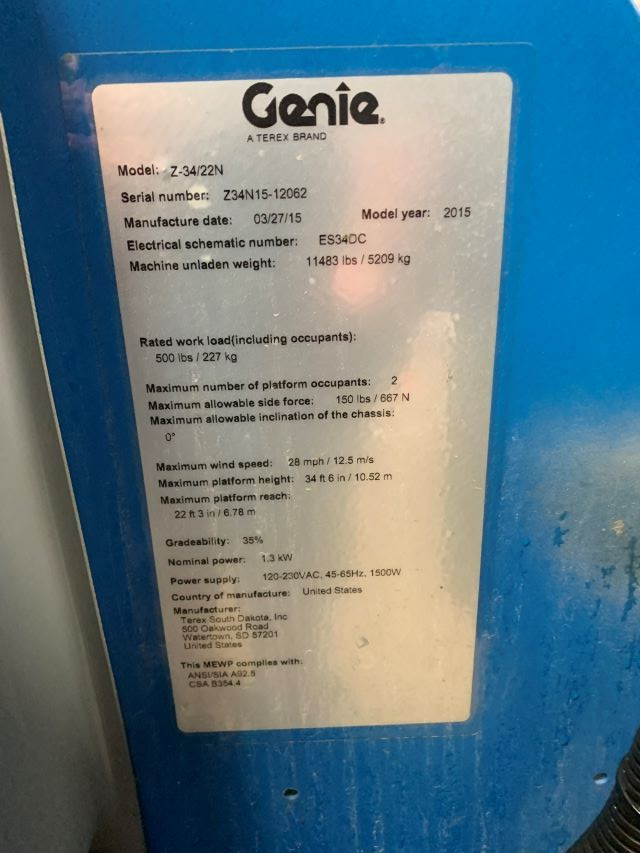 Genie
A TEREX BRAND
Model: Z-34/22N
Serial number: Z34N15-12062
Manufacture date: 03/27/15 Model year: 2015
Electrical schematic number: ES34DC
Machine unladen weight: 11483 lbs / 5209 kg
Rated work load(including occupants):
500 lbs / 227 kg
Maximum number of platform occupants: 2
Maximum allowable side force: 150 lbs / 667 N
Maximum allowable inclination of the chassis:
0°
Maximum wind speed: 28 mph / 12.5 m/s
Maximum platform height: 34 ft 6 in / 10.52 m
Maximum platform reach:
22 ft 3 in / 6.78 m
Gradeability: 35%
Nominal power: 1.3 kW
Power supply: 120-230VAC, 45-65Hz, 1500W
Country of manufacture: United States
Manufacturer:
Terex South Dakota, Inc
500 Oakwood Road
Watertown, SD 57201
United States
This MEWP complies with:
ANSI/SIA A92.5
CSA B354.4